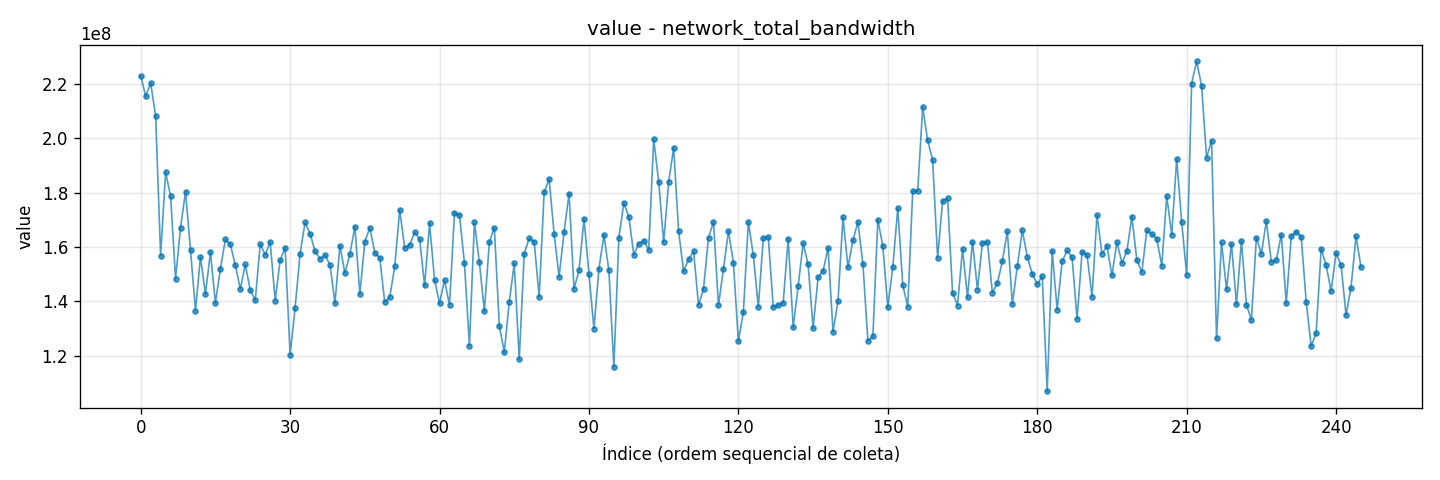 value - network_total_bandwidth
1e8
2.2
2.0
1.8
1.6
1.4
1.2
value
0 30 60 90 120 150 180 210 240
Índice (ordem sequencial de coleta)